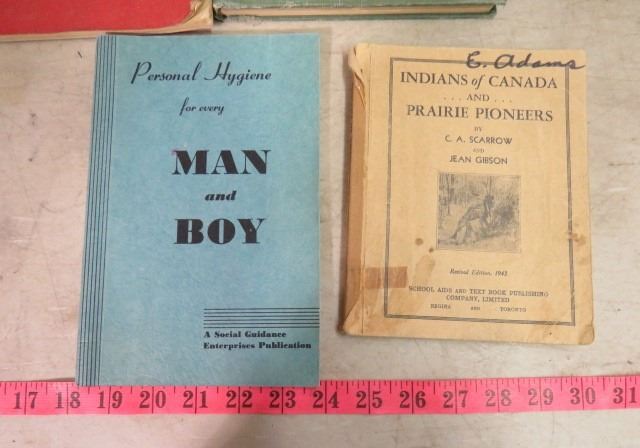 Personal Hygiene
for every
MAN
and
BOY
A Social Guidance
Enterprises Publication
E. Adams
INDIANS of CANADA
... AND ...
PRAIRIE PIONEERS
BY
C. A. SCARROW
AND
JEAN GIBSON
Revised Edition, 1942
SCHOOL AIDS AND TEXT BOOK PUBLISHING
COMPANY, LIMITED
REGINA AND TORONTO
17 18 19 20 21 22 23 24 25 26 27 28 29 30 31